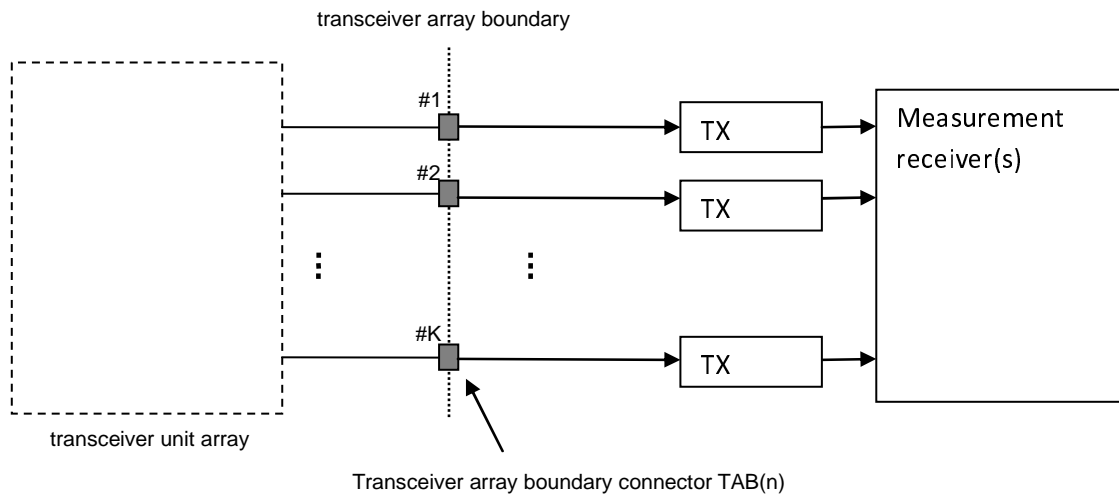 transceiver array boundary
#1
TX
Measurement
receiver(s)
#2
TX
#K
TX
transceiver unit array
Transceiver array boundary connector TAB(n)